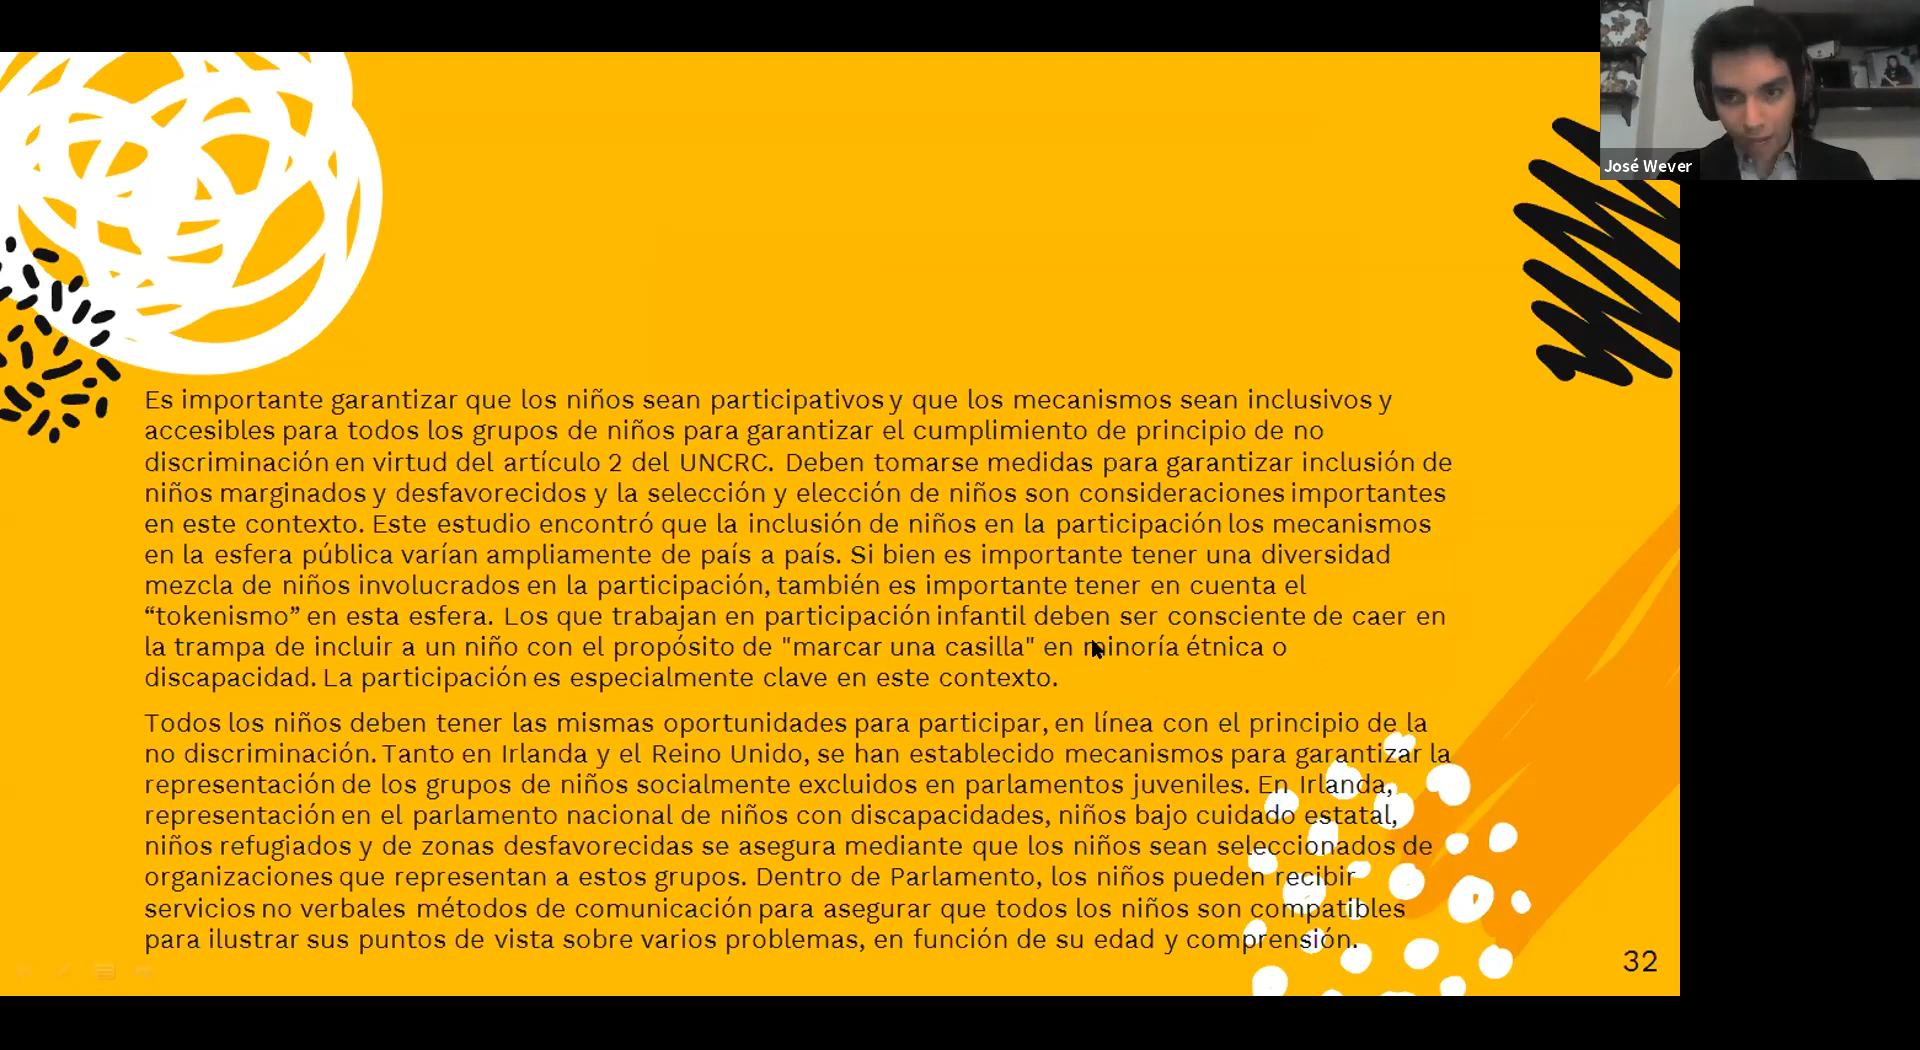 José Wever
Es importante garantizar que los niños sean participativos y que los mecanismos sean inclusivos y
accesibles para todos los grupos de niños para garantizar el cumplimiento de principio de no
discriminación en virtud del artículo 2 del UNCRC. Deben tomarse medidas para garantizar inclusión de
niños marginados y desfavorecidos y la selección y elección de niños son consideraciones importantes
en este contexto. Este estudio encontró que la inclusión de niños en la participación los mecanismos
en la esfera pública varían ampliamente de país a país. Si bien es importante tener una diversidad
mezcla de niños involucrados en la participación, también es importante tener en cuenta el
“tokenismo” en esta esfera. Los que trabajan en participación infantil deben ser consciente de caer en
la trampa de incluir a un niño con el propósito de "marcar una casilla" en minoría étnica o
discapacidad. La participación es especialmente clave en este contexto.
Todos los niños deben tener las mismas oportunidades para participar, en línea con el principio de la
no discriminación. Tanto en Irlanda y el Reino Unido, se han establecido mecanismos para garantizar la
representación de los grupos de niños socialmente excluidos en parlamentos juveniles. En Irlanda,
representación en el parlamento nacional de niños con discapacidades, niños bajo cuidado estatal,
niños refugiados y de zonas desfavorecidas se asegura mediante que los niños sean seleccionados de
organizaciones que representan a estos grupos. Dentro de Parlamento, los niños pueden recibir
servicios no verbales métodos de comunicación para asegurar que todos los niños son compatibles
para ilustrar sus puntos de vista sobre varios problemas, en función de su edad y comprensión.
32